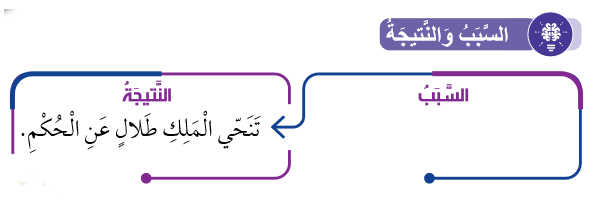 السَّبَبُ وَالنَّتيجَةُ
السَّبَبُ
النَّتيجَةُ
تَنَحّي الْمَلِكِ طَلالٍ عَنِ الْحُكْمِ.